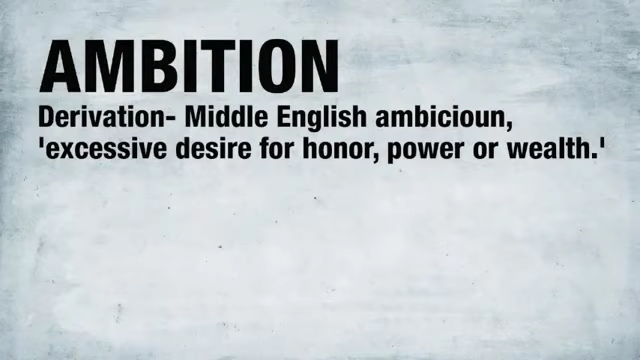 AMBITION
Derivation- Middle English ambicioun,
'excessive desire for honor, power or wealth.'